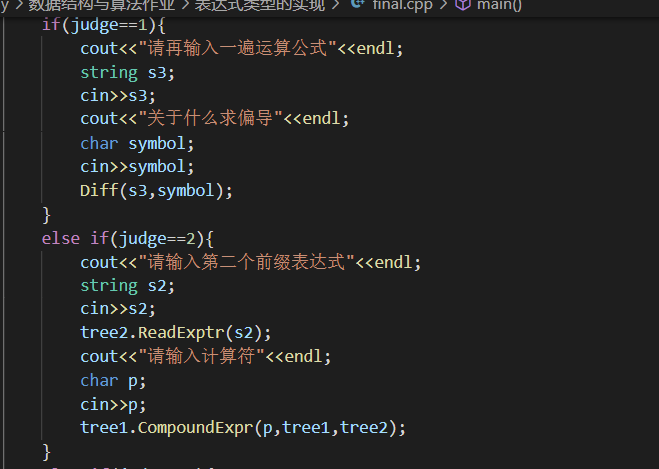 y > 数据结构与算法作业 > 表达式类型的实现 > final.cpp > main()
if(judge==1){
cout<<"请再输入一遍运算公式"<<endl;
string s3;
cin>>s3;
cout<<"关于什么求偏导"<<endl;
char symbol;
cin>>symbol;
Diff(s3,symbol);
}
else if(judge==2){
cout<<"请输入第二个前缀表达式"<<endl;
string s2;
cin>>s2;
tree2.ReadExptr(s2);
cout<<"请输入计算符"<<endl;
char p;
cin>>p;
tree1.CompoundExpr(p,tree1,tree2);
}